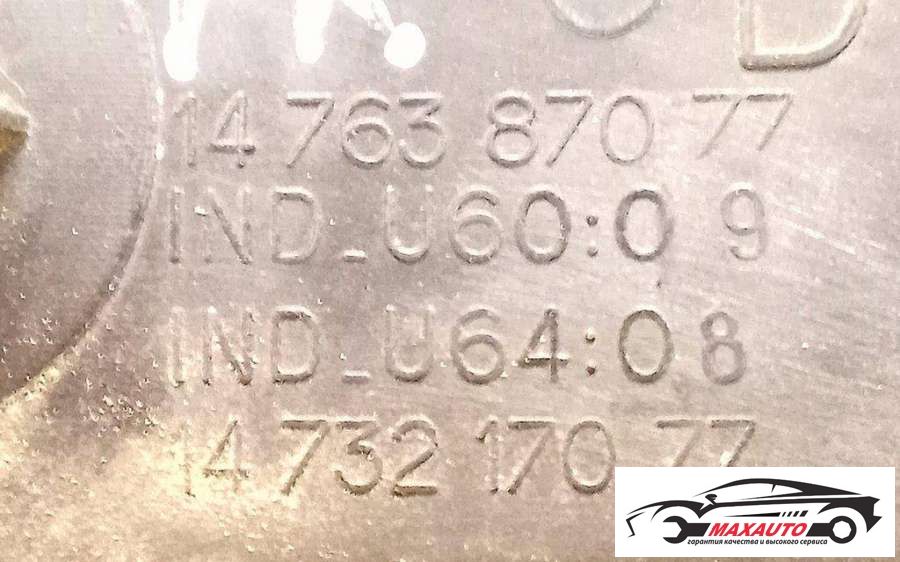 14 763 870 77
IND_U60:0 9
IND_U64:08
14 732 170 77
MAXAUTO
гарантия качества и высокого сервиса